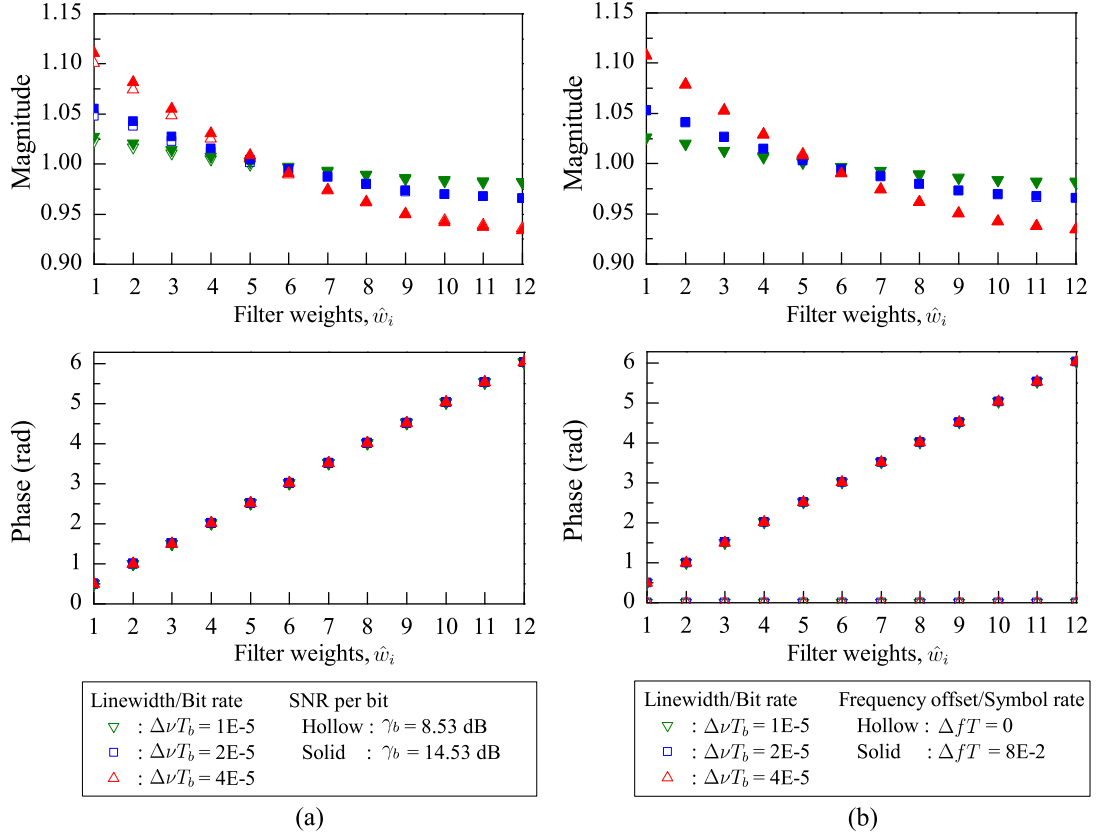 1.15
1.10
1.05
1.00
0.95
0.90
Magnitude
1 2 3 4 5 6 7 8 9 10 11 12
Filter weights, ŵᵢ
6
5
4
3
2
1
0
Phase (rad)
1 2 3 4 5 6 7 8 9 10 11 12
Filter weights, ŵᵢ
Linewidth/Bit rate SNR per bit
: ΔνT_b = 1E-5 Hollow : γ_b = 8.53 dB
: ΔνT_b = 2E-5 Solid : γ_b = 14.53 dB
: ΔνT_b = 4E-5
(a)
1.15
1.10
1.05
1.00
0.95
0.90
Magnitude
1 2 3 4 5 6 7 8 9 10 11 12
Filter weights, ŵᵢ
6
5
4
3
2
1
0
Phase (rad)
1 2 3 4 5 6 7 8 9 10 11 12
Filter weights, ŵᵢ
Linewidth/Bit rate Frequency offset/Symbol rate
: ΔνT_b = 1E-5 Hollow : ΔfT = 0
: ΔνT_b = 2E-5 Solid : ΔfT = 8E-2
: ΔνT_b = 4E-5
(b)